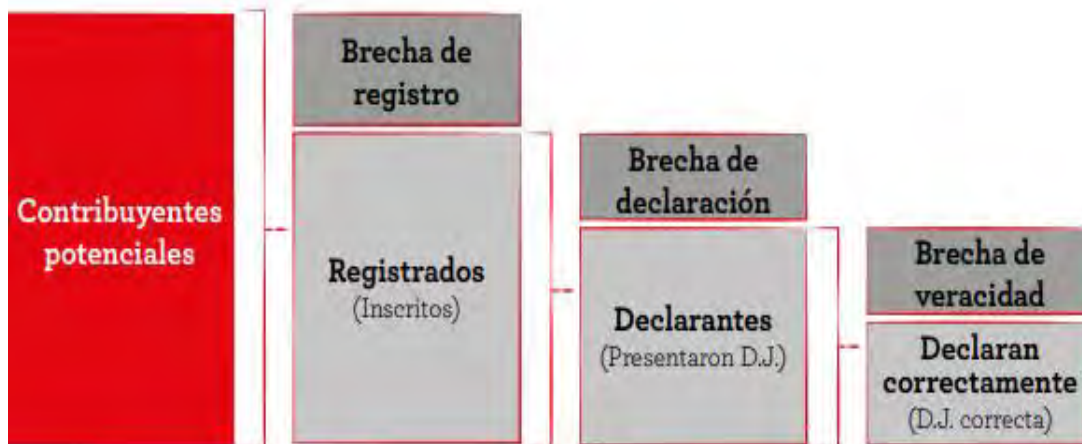 Contribuyentes
potenciales
Brecha de
registro
Registrados
(Inscritos)
Brecha de
declaración
Declarantes
(Presentaron D.J.)
Brecha de
veracidad
Declaran
correctamente
(D.J. correcta)